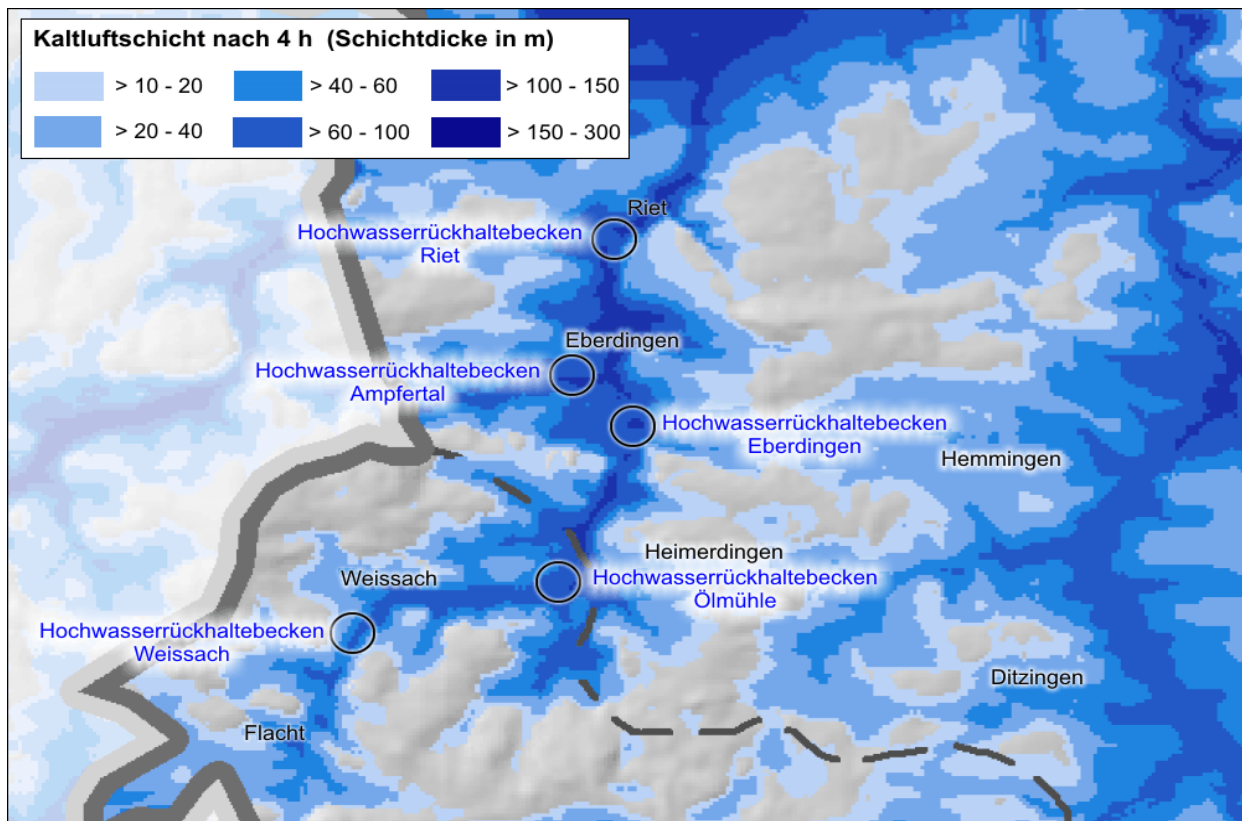 Kaltluftschicht nach 4 h (Schichtdicke in m)
> 10 - 20
> 40 - 60
> 100 - 150
> 20 - 40
> 60 - 100
> 150 - 300
Riet
Hochwasserrückhaltebecken
Riet
Eberdingen
Hochwasserrückhaltebecken
Ampfertal
Hochwasserrückhaltebecken
Eberdingen
Hemmingen
Heimerdingen
Weissach
Hochwasserrückhaltebecken
Ölmühle
Hochwasserrückhaltebecken
Weissach
Ditzingen
Flacht